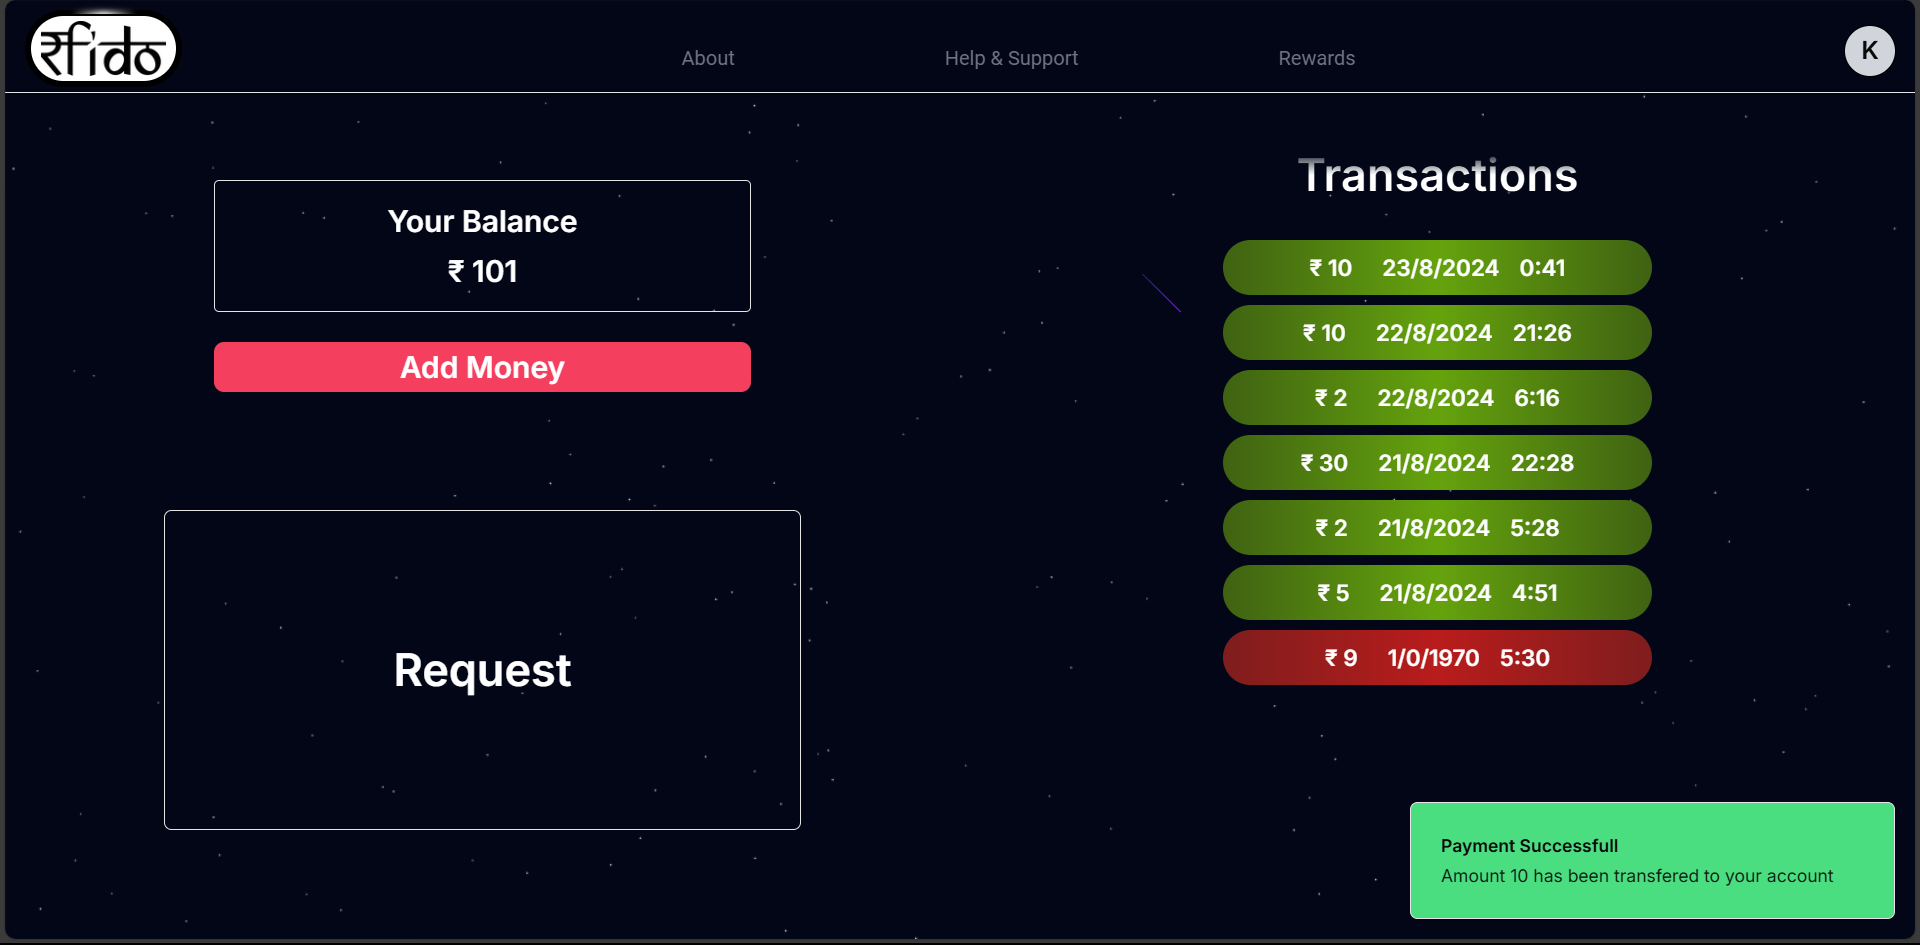 रfido
About
Help & Support
Rewards
K
Your Balance
₹ 101
Add Money
Request
Transactions
₹ 10 23/8/2024 0:41
₹ 10 22/8/2024 21:26
₹ 2 22/8/2024 6:16
₹ 30 21/8/2024 22:28
₹ 2 21/8/2024 5:28
₹ 5 21/8/2024 4:51
₹ 9 1/0/1970 5:30
Payment Successfull
Amount 10 has been transfered to your account